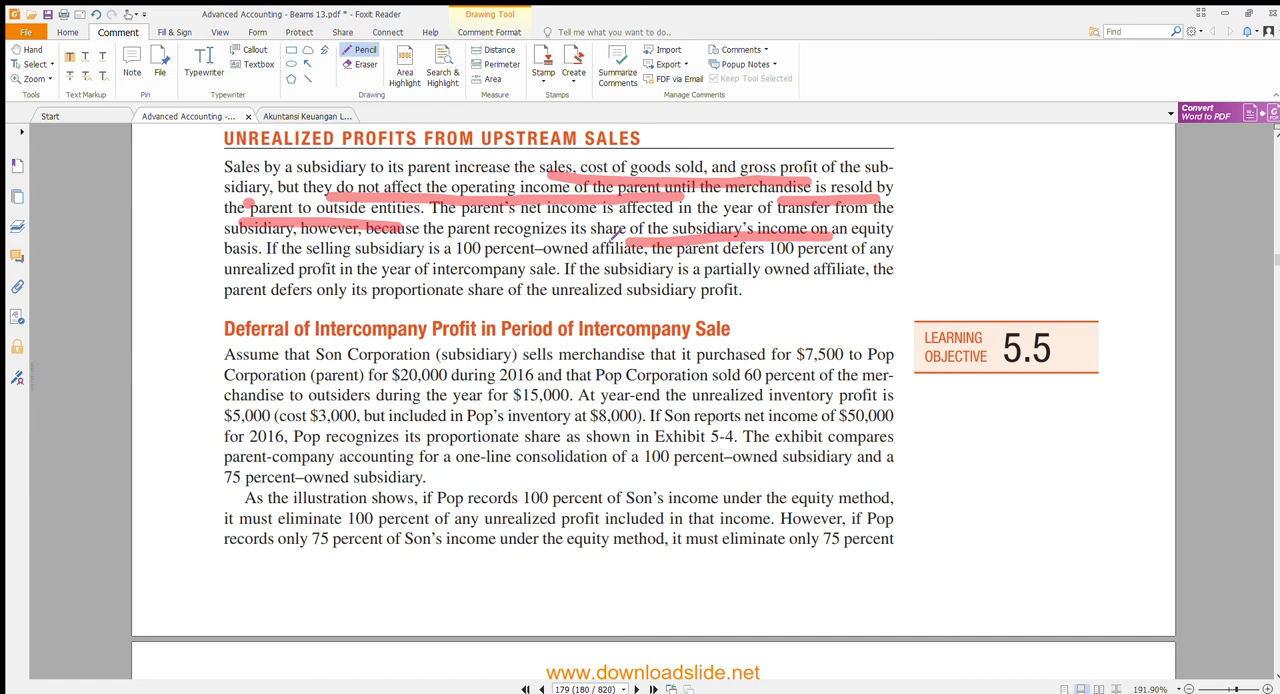 Advanced Accounting - Beams 13.pdf * - Foxit Reader
Drawing Tool
File Home Comment Fill & Sign View Form Protect Share Connect Help Comment Format Tell me what you want to do.. Find
Hand
Select
Zoom
Tools
Text Markup
Note
File
Pin
Typewriter
Callout
Textbox
Typewriter
Pencil
Eraser
Area Highlight
Search & Highlight
Drawing
Distance
Perimeter
Area
Measure
Stamp
Create
Stamps
Summarize Comments
Import
Export
FDF via Email
Comments
Popup Notes
Keep Tool Selected
Manage Comments
Start Advanced Accounting -... × Akuntansi Keuangan L...
Convert
Word to PDF
UNREALIZED PROFITS FROM UPSTREAM SALES
Sales by a subsidiary to its parent increase the sales, cost of goods sold, and gross profit of the sub-
sidiary, but they do not affect the operating income of the parent until the merchandise is resold by
the parent to outside entities. The parent's net income is affected in the year of transfer from the
subsidiary, however, because the parent recognizes its share of the subsidiary's income on an equity
basis. If the selling subsidiary is a 100 percent–owned affiliate, the parent defers 100 percent of any
unrealized profit in the year of intercompany sale. If the subsidiary is a partially owned affiliate, the
parent defers only its proportionate share of the unrealized subsidiary profit.
Deferral of Intercompany Profit in Period of Intercompany Sale
LEARNING
OBJECTIVE 5.5
Assume that Son Corporation (subsidiary) sells merchandise that it purchased for $7,500 to Pop
Corporation (parent) for $20,000 during 2016 and that Pop Corporation sold 60 percent of the mer-
chandise to outsiders during the year for $15,000. At year-end the unrealized inventory profit is
$5,000 (cost $3,000, but included in Pop's inventory at $8,000). If Son reports net income of $50,000
for 2016, Pop recognizes its proportionate share as shown in Exhibit 5-4. The exhibit compares
parent-company accounting for a one-line consolidation of a 100 percent–owned subsidiary and a
75 percent–owned subsidiary.
As the illustration shows, if Pop records 100 percent of Son's income under the equity method,
it must eliminate 100 percent of any unrealized profit included in that income. However, if Pop
records only 75 percent of Son's income under the equity method, it must eliminate only 75 percent
www.downloadslide.net
179 (180 / 820)
191.90%